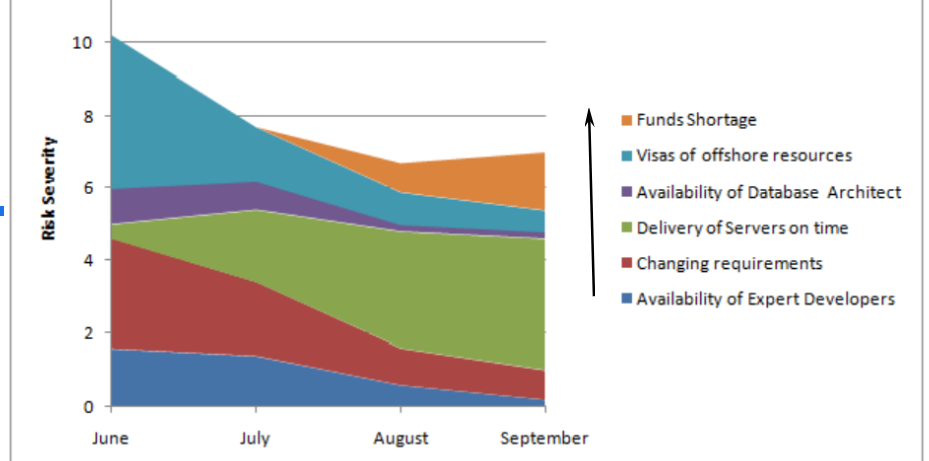 10
8
6
4
2
0
Risk Severity
June July August September
Funds Shortage
Visas of offshore resources
Availability of Database Architect
Delivery of Servers on time
Changing requirements
Availability of Expert Developers